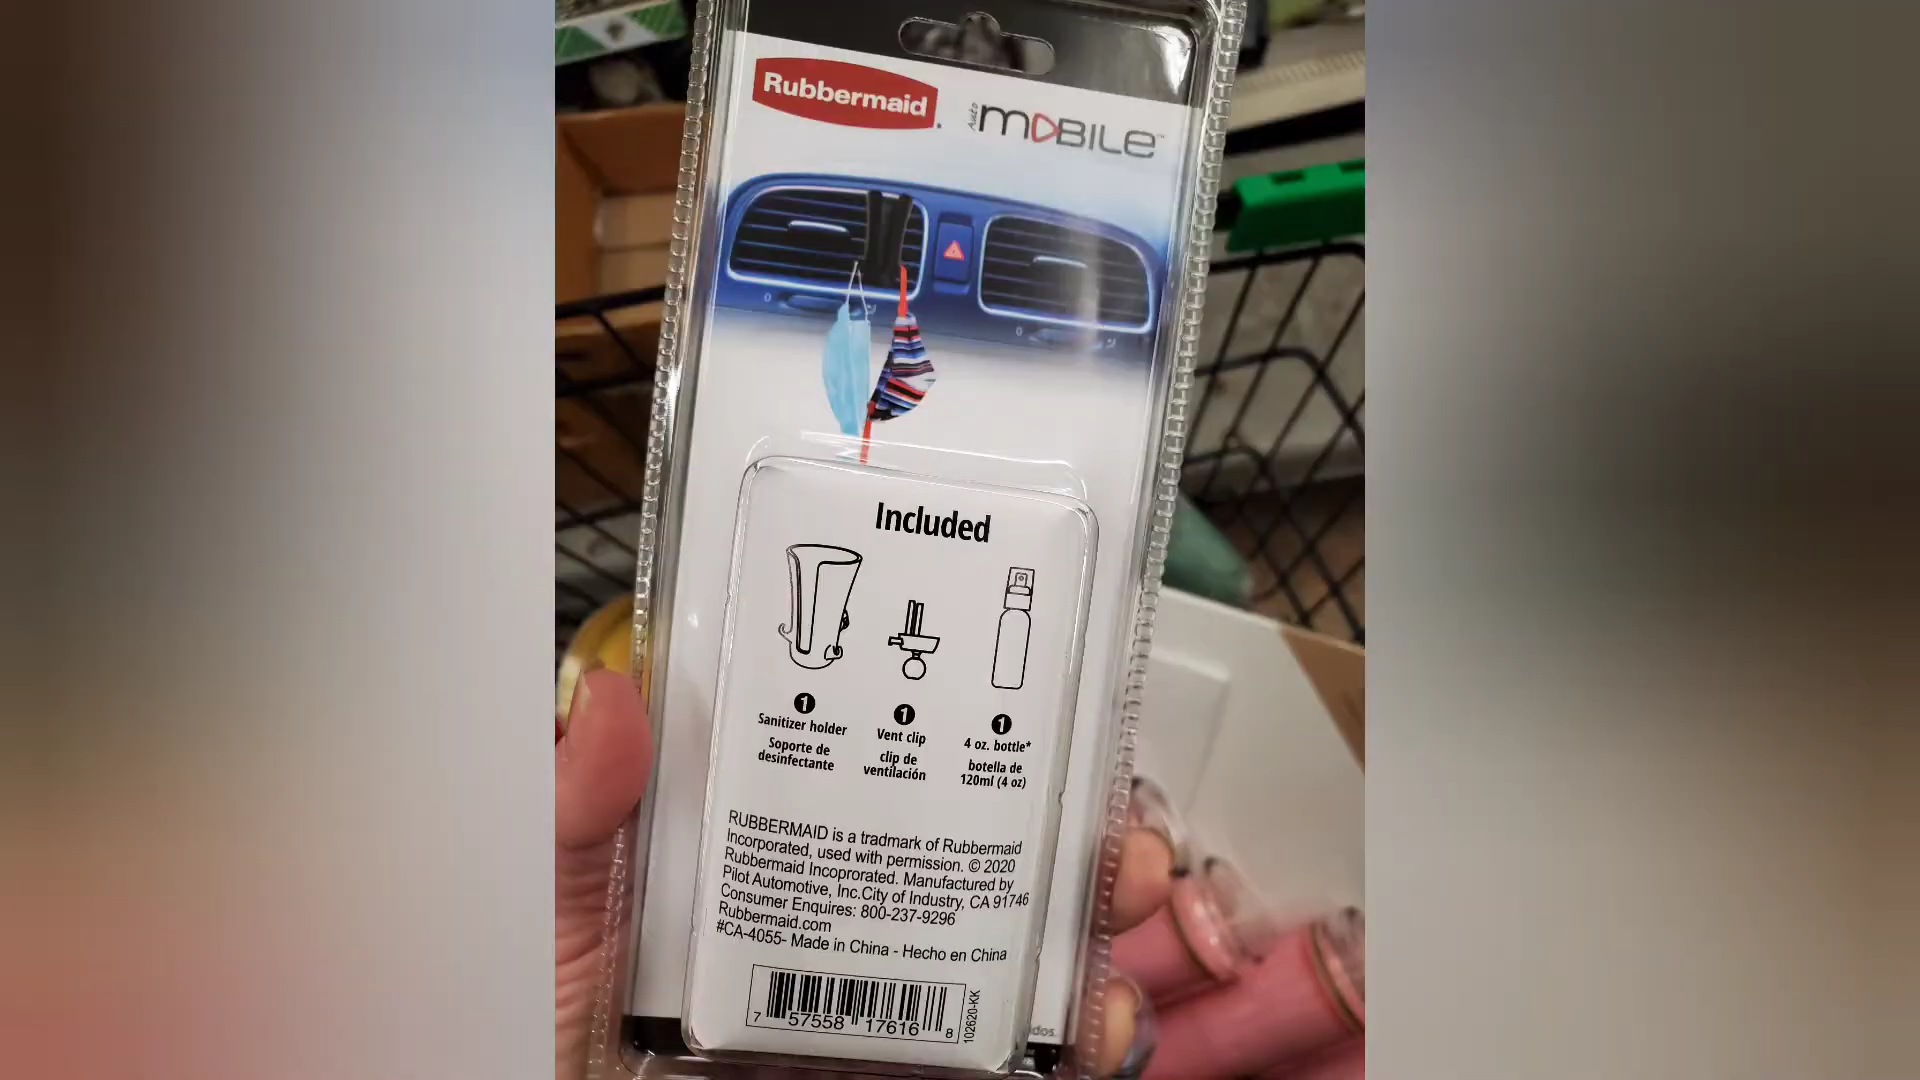 Rubbermaid
Auto MOBILE™
Included
1
Sanitizer holder
Soporte de
desinfectante
1
Vent clip
clip de
ventilación
1
4 oz. bottle*
botella de
120ml (4 oz)
RUBBERMAID is a tradmark of Rubbermaid
Incorporated, used with permission. © 2020
Rubbermaid Incoprorated. Manufactured by
Pilot Automotive, Inc.City of Industry, CA 91746
Consumer Enquires: 800-237-9296
Rubbermaid.com
#CA-4055- Made in China - Hecho en China
7 57558 17616 8
102620-KK